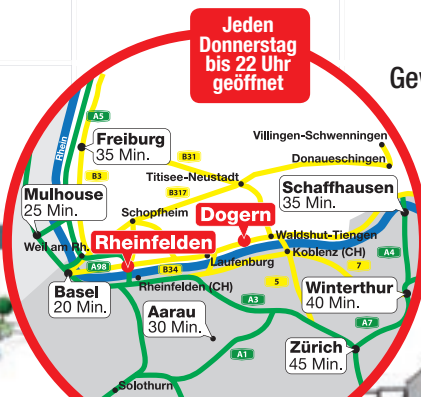 Jeden
Donnerstag
bis 22 Uhr
geöffnet
A5
Rhein
Freiburg
35 Min.
B31
Villingen-Schwenningen
B3
Titisee-Neustadt
Donaueschingen
B317
Mulhouse
25 Min.
Schaffhausen
35 Min.
Schopfheim
Dogern
Weil am Rh.
Rheinfelden
Waldshut-Tiengen
Koblenz (CH)
A4
A98
B34
Laufenburg
7
Basel
20 Min.
Rheinfelden (CH)
5
Winterthur
40 Min.
Aarau
30 Min.
A3
A7
A1
Zürich
45 Min.
Solothurn